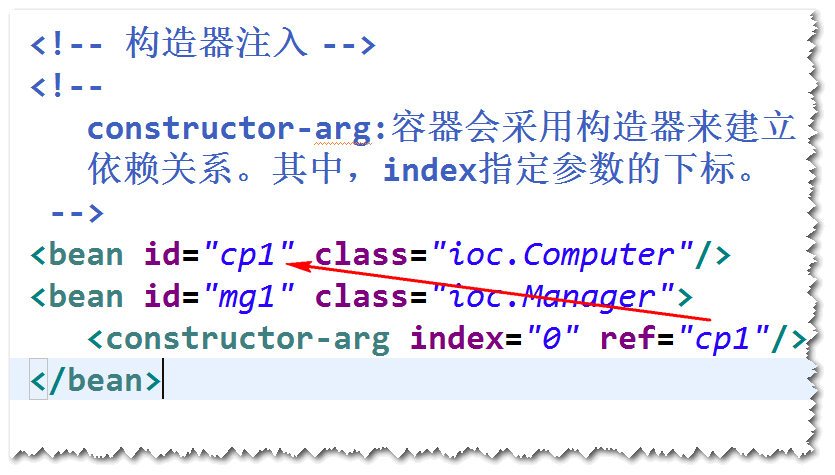 <!-- 构造器注入 -->
<!--
constructor-arg:容器会采用构造器来建立
依赖关系。其中，index指定参数的下标。
-->
<bean id="cp1" class="ioc.Computer"/>
<bean id="mg1" class="ioc.Manager">
<constructor-arg index="0" ref="cp1"/>
</bean>